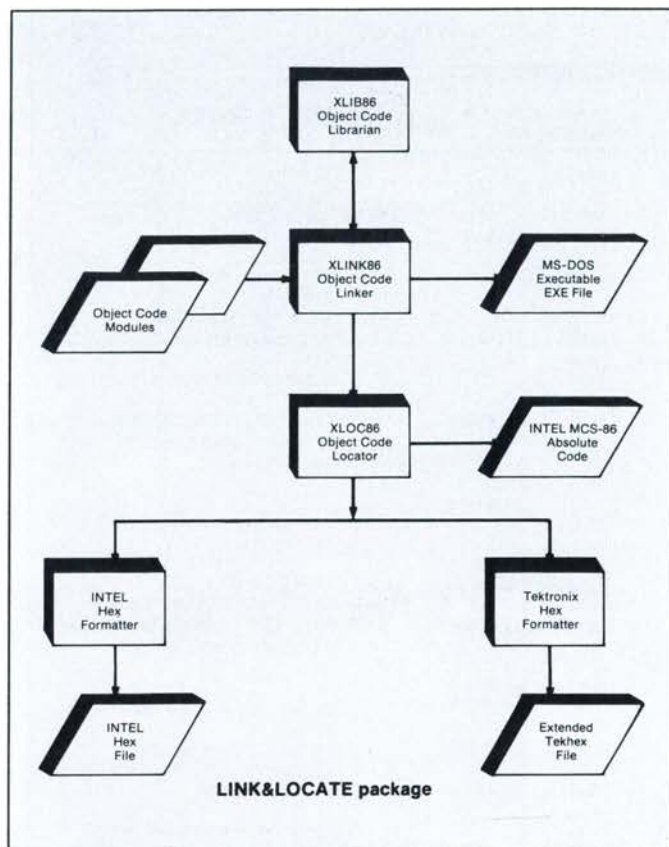 XLIB86
Object Code
Librarian
Object Code
Modules
XLINK86
Object Code
Linker
MS-DOS
Executable
EXE File
XLOC86
Object Code
Locator
INTEL MCS-86
Absolute
Code
INTEL
Hex
Formatter
Tektronix
Hex
Formatter
INTEL
Hex
File
Extended
Tekhex
File
LINK&LOCATE package